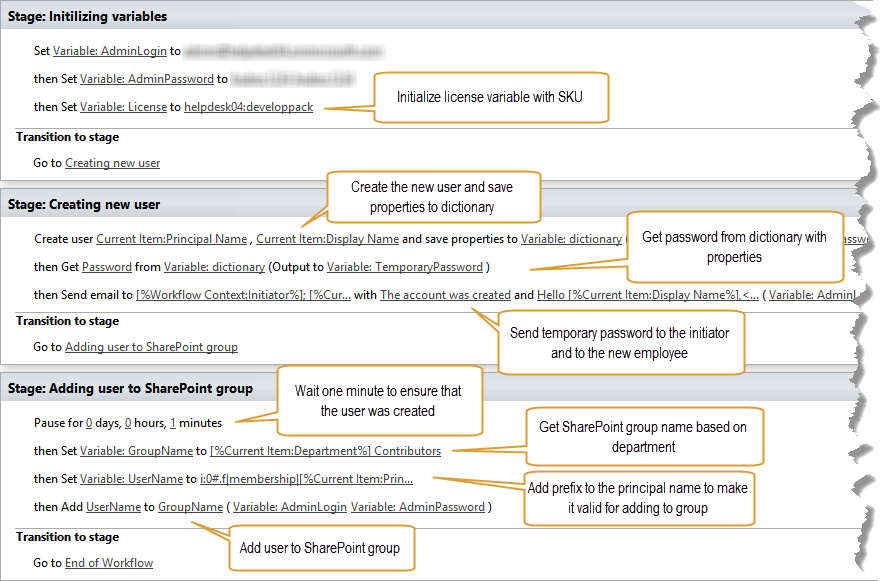 Stage: Initilizing variables
Set Variable: AdminLogin to
then Set Variable: AdminPassword to
then Set Variable: License to helpdesk04:developpack
Initialize license variable with SKU
Transition to stage
Go to Creating new user
Stage: Creating new user
Create the new user and save
properties to dictionary
Create user Current Item:Principal Name , Current Item:Display Name and save properties to Variable: dictionary (
Get password from dictionary with
properties
then Get Password from Variable: dictionary (Output to Variable: TemporaryPassword )
then Send email to [%Workflow Context:Initiator%]; [%Cur... with The account was created and Hello [%Current Item:Display Name%],<... ( Variable: AdminL
Send temporary password to the initiator
and to the new employee
Transition to stage
Go to Adding user to SharePoint group
Stage: Adding user to SharePoint group
Wait one minute to ensure that
the user was created
Pause for 0 days, 0 hours, 1 minutes
then Set Variable: GroupName to [%Current Item:Department%] Contributors
Get SharePoint group name based on
department
then Set Variable: UserName to i:0#.f|membership|[%Current Item:Prin...
Add prefix to the principal name to make
it valid for adding to group
then Add UserName to GroupName ( Variable: AdminLogin Variable: AdminPassword )
Add user to SharePoint group
Transition to stage
Go to End of Workflow